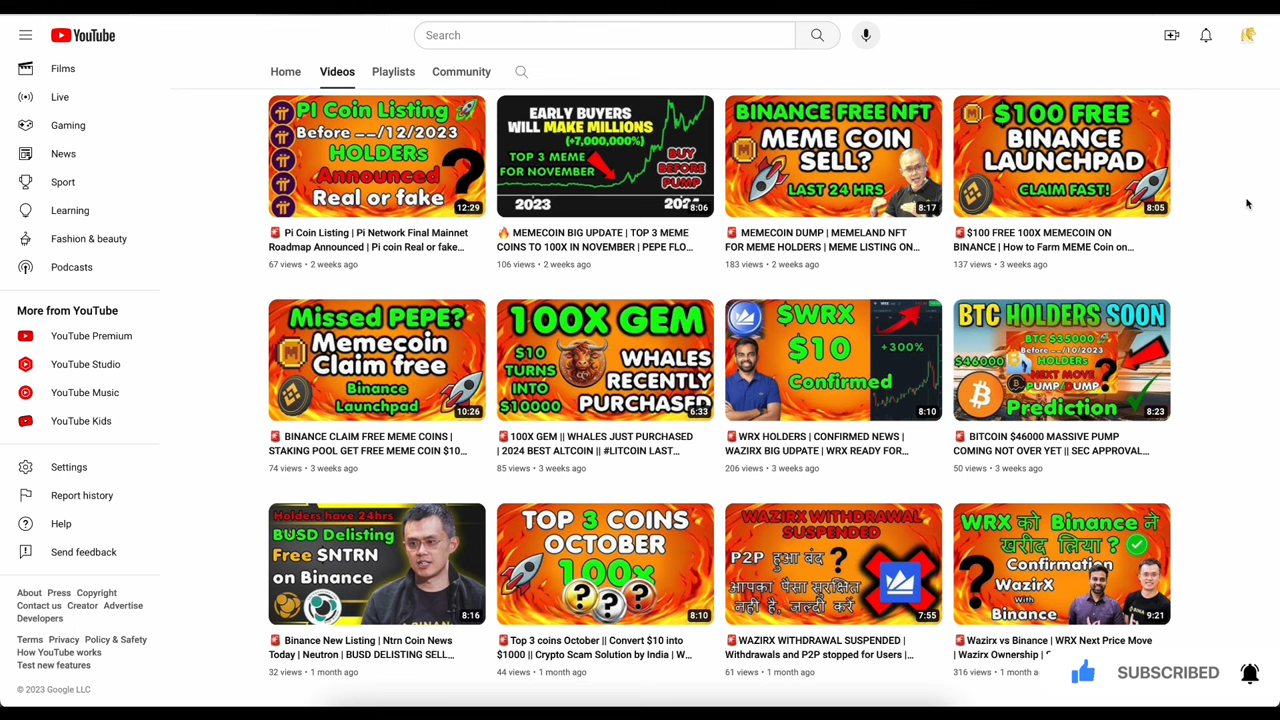 YouTube
Search
Films
Live
Gaming
News
Sport
Learning
Fashion & beauty
Podcasts
More from YouTube
YouTube Premium
YouTube Studio
YouTube Music
YouTube Kids
Settings
Report history
Help
Send feedback
About Press Copyright
Contact us Creator Advertise
Developers
Terms Privacy Policy & Safety
How YouTube works
Test new features
© 2023 Google LLC
Home Videos Playlists Community
PI Coin Listing
Before --/12/2023
HOLDERs
Announced
Real or fake
12:29
Pi Coin Listing | Pi Network Final Mainnet
Roadmap Announced | Pi coin Real or fake...
67 views • 2 weeks ago
EARLY BUYERS
WILL MAKE MILLIONS
(+7,000,000%)
TOP 3 MEME
FOR NOVEMBER
BUY
BEFORE
PUMP
2023
8:06
MEMECOIN BIG UPDATE | TOP 3 MEME
COINS TO 100X IN NOVEMBER | PEPE FLO...
106 views • 2 weeks ago
BINANCE FREE NFT
MEME COIN
SELL?
LAST 24 HRS
8:17
MEMECOIN DUMP | MEMELAND NFT
FOR MEME HOLDERS | MEME LISTING ON...
183 views • 2 weeks ago
$100 FREE
BINANCE
LAUNCHPAD
CLAIM FAST!
8:05
$100 FREE 100X MEMECOIN ON
BINANCE | How to Farm MEME Coin on...
137 views • 3 weeks ago
Missed PEPE?
Memecoin
Claim free
Binance
Launchpad
10:26
BINANCE CLAIM FREE MEME COINS |
STAKING POOL GET FREE MEME COIN $10...
74 views • 3 weeks ago
100X GEM
$10
TURNS
INTO
$10000
WHALES
RECENTLY
PURCHASED
6:33
100X GEM || WHALES JUST PURCHASED
| 2024 BEST ALTCOIN || #LITCOIN LAST...
85 views • 3 weeks ago
$WRX
$10
+300%
Confirmed
8:10
WRX HOLDERS | CONFIRMED NEWS |
WAZIRX BIG UDPATE | WRX READY FOR...
206 views • 3 weeks ago
BTC HOLDERS SOON
BTC $35000
Before --/10/2023
$46000
HOLDERS
NEXT MOVE
PUMP/DUMP
Prediction
8:23
BITCOIN $46000 MASSIVE PUMP
COMING NOT OVER YET || SEC APPROVAL...
50 views • 3 weeks ago
Holders have 24hrs
BUSD Delisting
Free $NTRN
on Binance
8:16
Binance New Listing | Ntrn Coin News
Today | Neutron | BUSD DELISTING SELL...
32 views • 1 month ago
TOP 3 COINS
OCTOBER
100x
? ? ?
8:10
Top 3 coins October || Convert $10 into
$1000 || Crypto Scam Solution by India | W...
44 views • 1 month ago
WAZIRX WITHDRAWAL
SUSPENDED
P2P हुआ बंद ?
आपका पैसा सुरक्षित
नही है, जल्दी करें
7:55
WAZIRX WITHDRAWAL SUSPENDED |
Withdrawals and P2P stopped for Users |...
61 views • 1 month ago
WRX को Binance ने
खरीद लिया ?
Confirmation
WazirX
With
Binance
9:21
Wazirx vs Binance | WRX Next Price Move
| Wazirx Ownership |
316 views • 1 month a
SUBSCRIBED